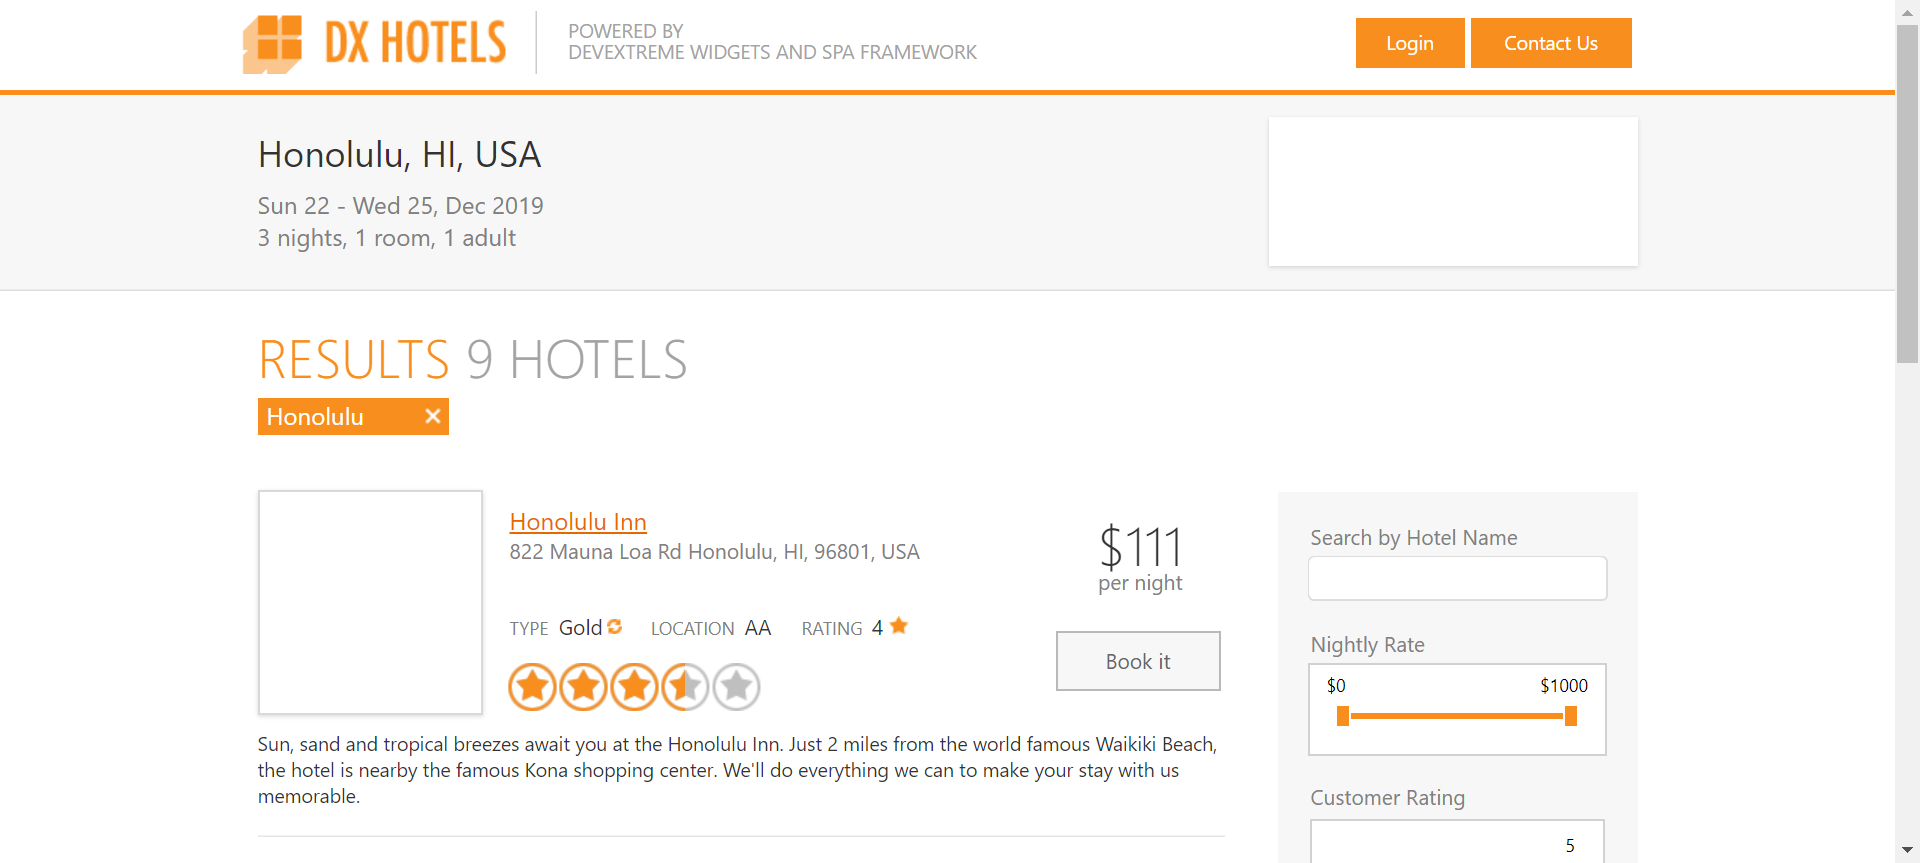 DX HOTELS
POWERED BY
DEVEXTREME WIDGETS AND SPA FRAMEWORK
Login
Contact Us
Honolulu, HI, USA
Sun 22 - Wed 25, Dec 2019
3 nights, 1 room, 1 adult
RESULTS 9 HOTELS
Honolulu
Honolulu Inn
822 Mauna Loa Rd Honolulu, HI, 96801, USA
TYPE Gold LOCATION AA RATING 4
$111
per night
Book it
Sun, sand and tropical breezes await you at the Honolulu Inn. Just 2 miles from the world famous Waikiki Beach,
the hotel is nearby the famous Kona shopping center. We'll do everything we can to make your stay with us
memorable.
Search by Hotel Name
Nightly Rate
$0 $1000
Customer Rating
5